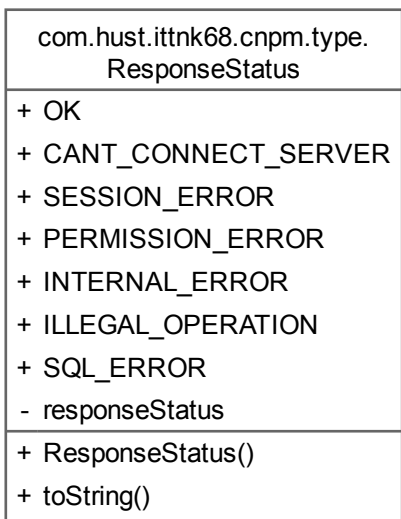 com.hust.ittnk68.cnpm.type.
ResponseStatus
+ OK
+ CANT_CONNECT_SERVER
+ SESSION_ERROR
+ PERMISSION_ERROR
+ INTERNAL_ERROR
+ ILLEGAL_OPERATION
+ SQL_ERROR
- responseStatus
+ ResponseStatus()
+ toString()